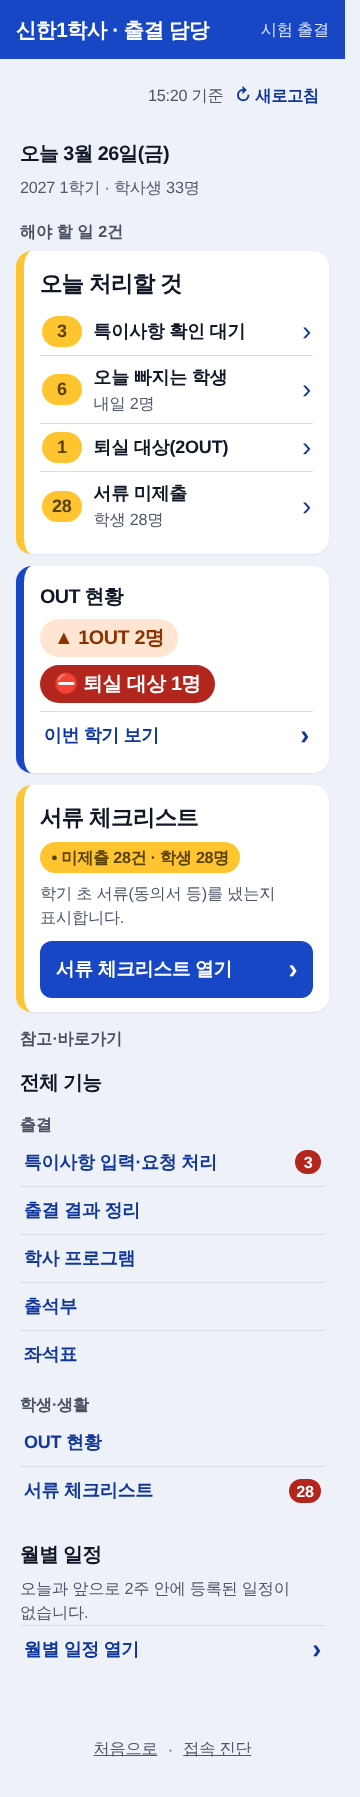 신한1학사 · 출결 담당
시험 출결
15:20 기준 ↻ 새로고침
오늘 3월 26일(금)
2027 1학기 · 학사생 33명
해야 할 일 2건
오늘 처리할 것
3 특이사항 확인 대기 ›
6 오늘 빠지는 학생 ›
내일 2명
1 퇴실 대상(2OUT) ›
28 서류 미제출 ›
학생 28명
OUT 현황
▲ 1OUT 2명
⛔ 퇴실 대상 1명
이번 학기 보기 ›
서류 체크리스트
• 미제출 28건 · 학생 28명
학기 초 서류(동의서 등)를 냈는지
표시합니다.
서류 체크리스트 열기 ›
참고·바로가기
전체 기능
출결
특이사항 입력·요청 처리 3
출결 결과 정리
학사 프로그램
출석부
좌석표
학생·생활
OUT 현황
서류 체크리스트 28
월별 일정
오늘과 앞으로 2주 안에 등록된 일정이
없습니다.
월별 일정 열기 ›
처음으로 · 접속 진단